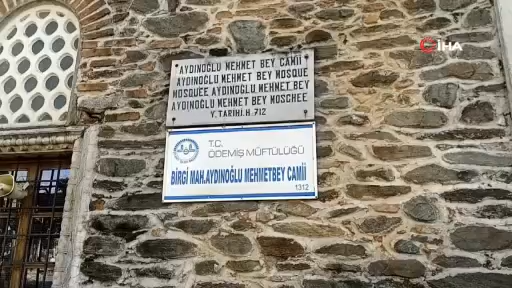 İHA
AYDINOĞLU MEHMET BEY CAMİİ
AYDINOĞLU MEHMET BEY MOSQUE
MOSQUÉE AYDINOĞLU MEHMET BEY
AYDINOĞLU MEHMET BEY MOSCHEE
Y. TARİHİ.H. 712
T.C.
ÖDEMİŞ MÜFTÜLÜĞÜ
BİRGİ MAH.AYDINOĞLU MEHMETBEY CAMİİ
1312